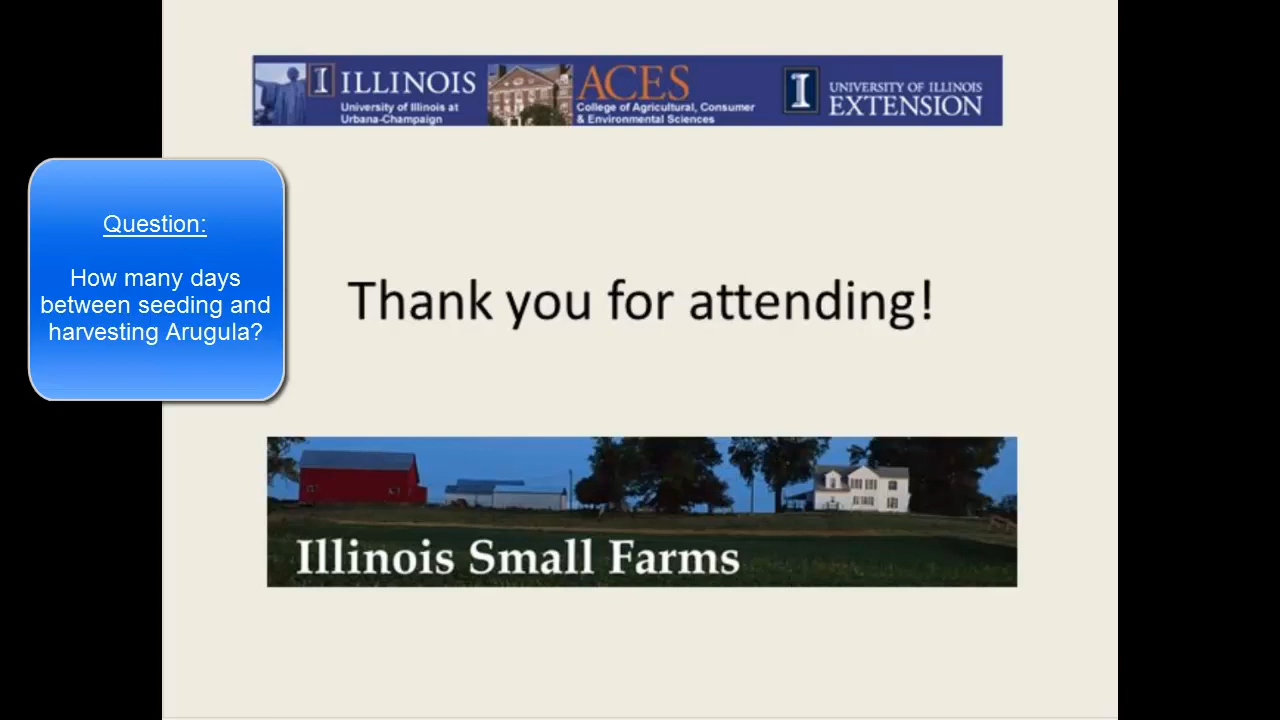 ILLINOIS
University of Illinois at
Urbana-Champaign
ACES
College of Agricultural, Consumer
& Environmental Sciences
I
UNIVERSITY OF ILLINOIS
EXTENSION
Question:
How many days
between seeding and
harvesting Arugula?
Thank you for attending!
Illinois Small Farms